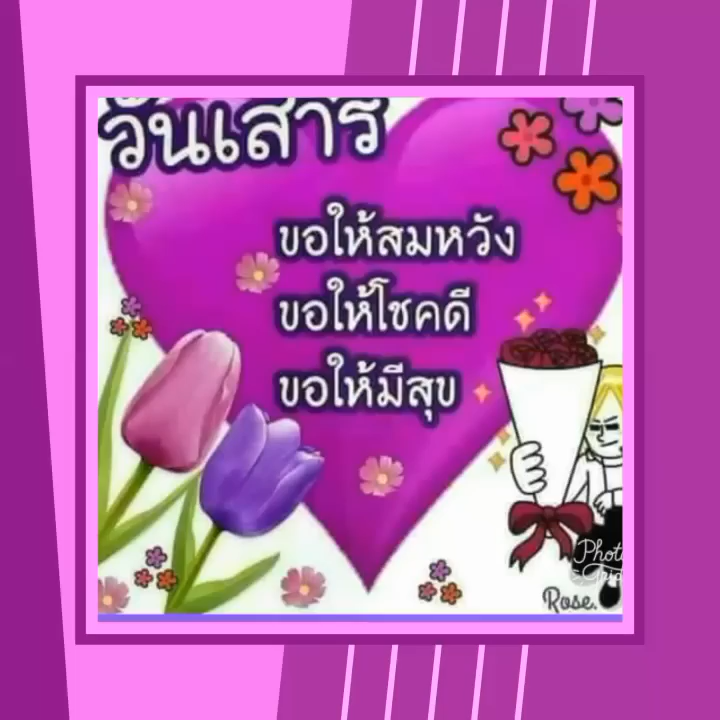 วันเสาร์
ขอให้สมหวัง
ขอให้โชคดี
ขอให้มีสุข
Rose.